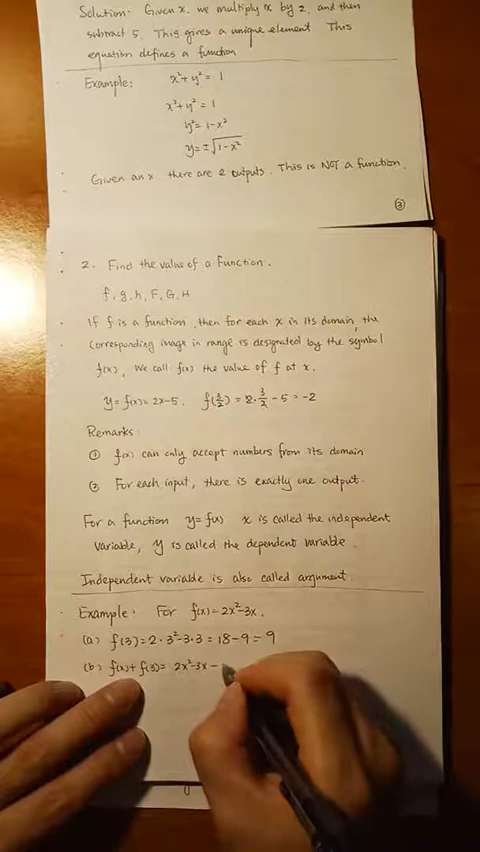 Solution. Given x, we multiply x by 2, and then
subtract 5. This gives a unique element This
equation defines a function
Example: x²+y²=1
x²+y²=1
y²=1-x²
y=±√1-x²
Given an x there are 2 outputs. This is NOT a function.
③
2. Find the value of a Function.
f, g, h, F, G, H
If f is a function, then for each x in its domain, the
corresponding image in range is designated by the symbol
f(x), We call f(x) the value of f at x.
y=f(x)=2x-5. f(3/2)=2·3/2-5=-2
Remarks
① f(x) can only accept numbers from its domain
② For each input, there is exactly one output.
For a function y=f(x) x is called the independent
variable, y is called the dependent variable.
Independent variable is also called argument.
Example: For f(x)=2x²-3x.
(a) f(3)=2·3²-3·3=18-9=9
(b) f(x)+f(3)= 2x²-3x-